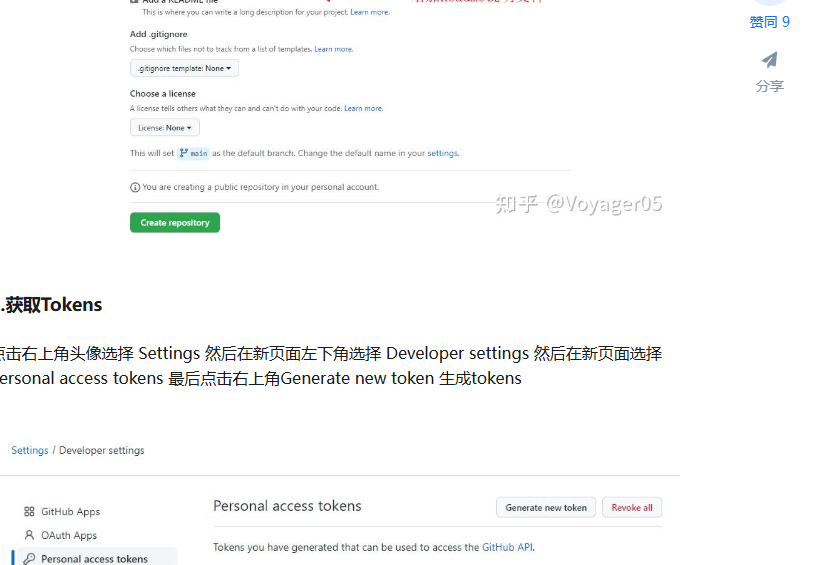 This is where you can write a long description for your project. Learn more.
赞同 9
Add .gitignore
Choose which files not to track from a list of templates. Learn more.
.gitignore template: None
分享
Choose a license
A license tells others what they can and can't do with your code. Learn more.
License: None
This will set main as the default branch. Change the default name in your settings.
You are creating a public repository in your personal account.
知乎 @Voyager05
Create repository
.获取Tokens
点击右上角头像选择 Settings 然后在新页面左下角选择 Developer settings 然后在新页面选择
ersonal access tokens 最后点击右上角Generate new token 生成tokens
Settings / Developer settings
Personal access tokens
Generate new token
Revoke all
GitHub Apps
OAuth Apps
Personal access tokens
Tokens you have generated that can be used to access the GitHub API.